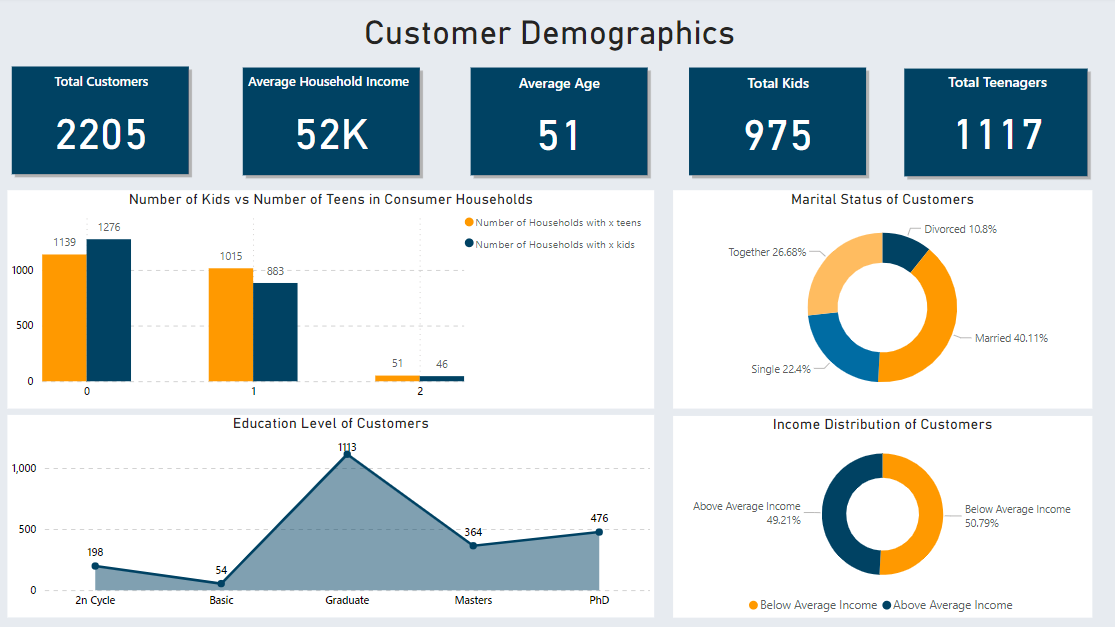 Customer Demographics
Total Customers
2205
Average Household Income
52K
Average Age
51
Total Kids
975
Total Teenagers
1117
Number of Kids vs Number of Teens in Consumer Households
Number of Households with x teens
Number of Households with x kids
1139
1276
1015
883
51
46
1000
500
0
0
1
2
Marital Status of Customers
Divorced 10.8%
Together 26.68%
Married 40.11%
Single 22.4%
Education Level of Customers
1113
1,000
500
476
364
198
54
0
2n Cycle
Basic
Graduate
Masters
PhD
Income Distribution of Customers
Above Average Income
49.21%
Below Average Income
50.79%
Below Average Income
Above Average Income